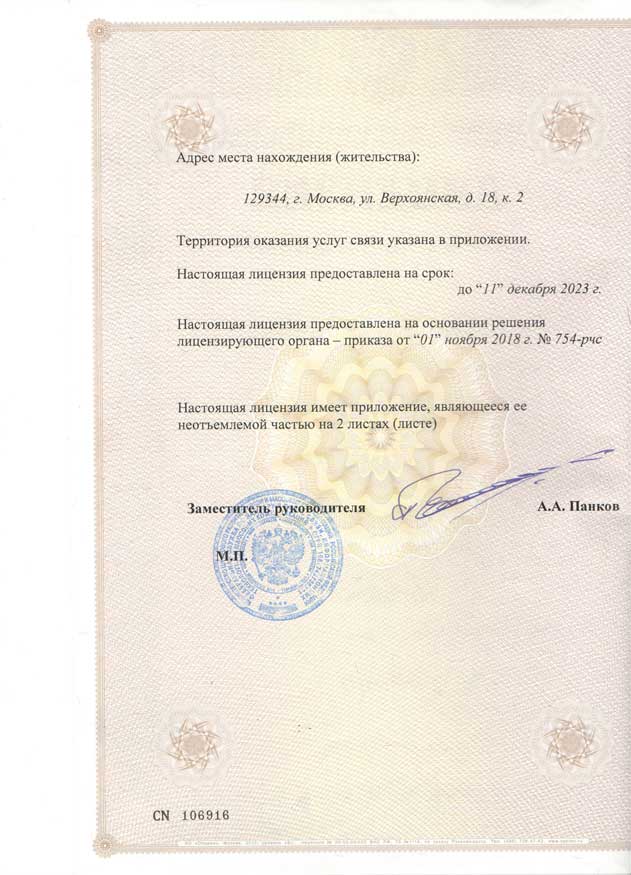 Адрес места нахождения (жительства):
129344, г. Москва, ул. Верхоянская, д. 18, к. 2
Территория оказания услуг связи указана в приложении.
Настоящая лицензия предоставлена на срок:
до “11” декабря 2023 г.
Настоящая лицензия предоставлена на основании решения
лицензирующего органа – приказа от “01” ноября 2018 г. № 754-рчс
Настоящая лицензия имеет приложение, являющееся ее
неотъемлемой частью на 2 листах (листе)
Заместитель руководителя
А.А. Панков
М.П.
CN 106916